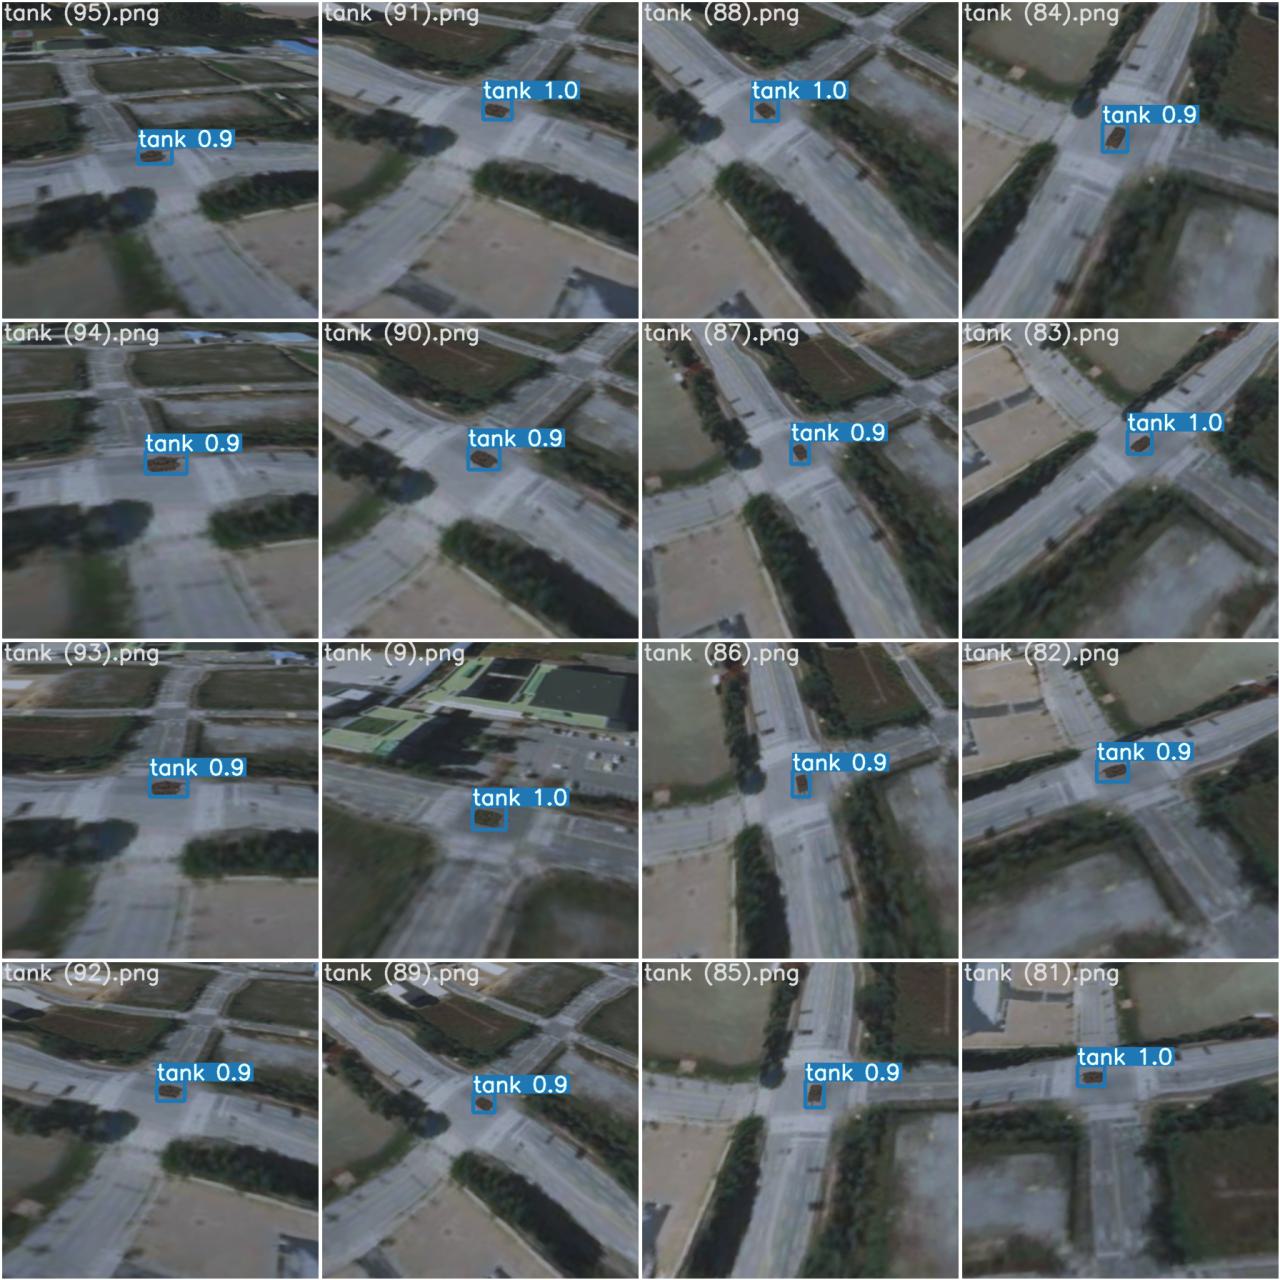 tank (95).png
tank 0.9
tank (91).png
tank 1.0
tank (88).png
tank 1.0
tank (84).png
tank 0.9
tank (94).png
tank 0.9
tank (90).png
tank 0.9
tank (87).png
tank 0.9
tank (83).png
tank 1.0
tank (93).png
tank 0.9
tank (9).png
tank 1.0
tank (86).png
tank 0.9
tank (82).png
tank 0.9
tank (92).png
tank 0.9
tank (89).png
tank 0.9
tank (85).png
tank 0.9
tank (81).png
tank 1.0